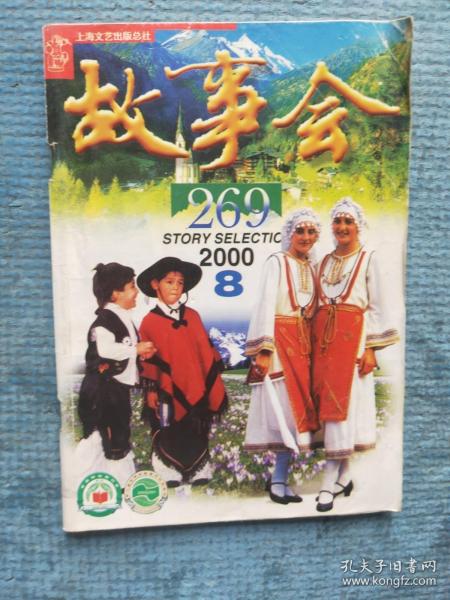 上海文艺出版总社
故事会
269
STORY SELECTIO
2000
8
孔夫子旧书网
www.kongfz.com